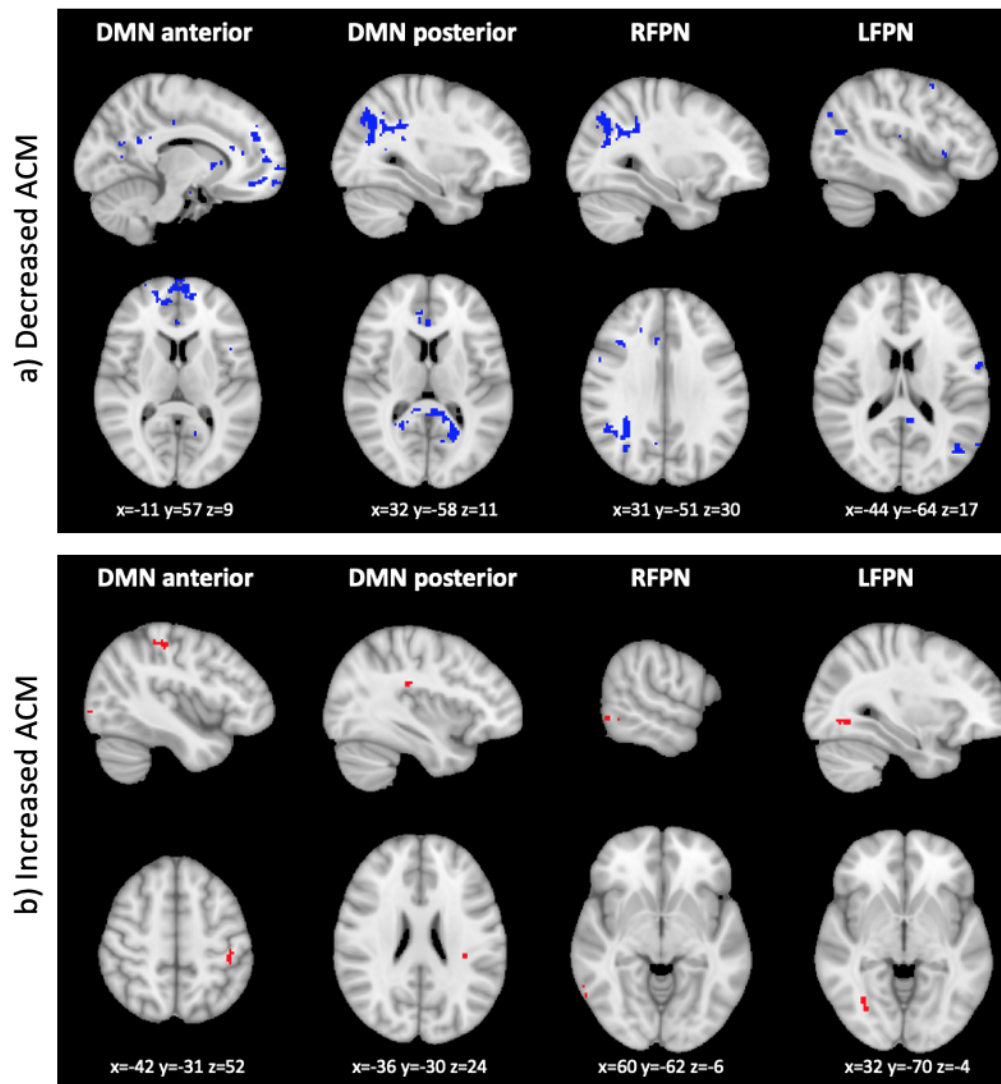 a) Decreased ACM
DMN anterior DMN posterior RFPN LFPN
x=-11 y=57 z=9 x=32 y=-58 z=11 x=31 y=-51 z=30 x=-44 y=-64 z=17
b) Increased ACM
DMN anterior DMN posterior RFPN LFPN
x=-42 y=-31 z=52 x=-36 y=-30 z=24 x=60 y=-62 z=-6 x=32 y=-70 z=-4